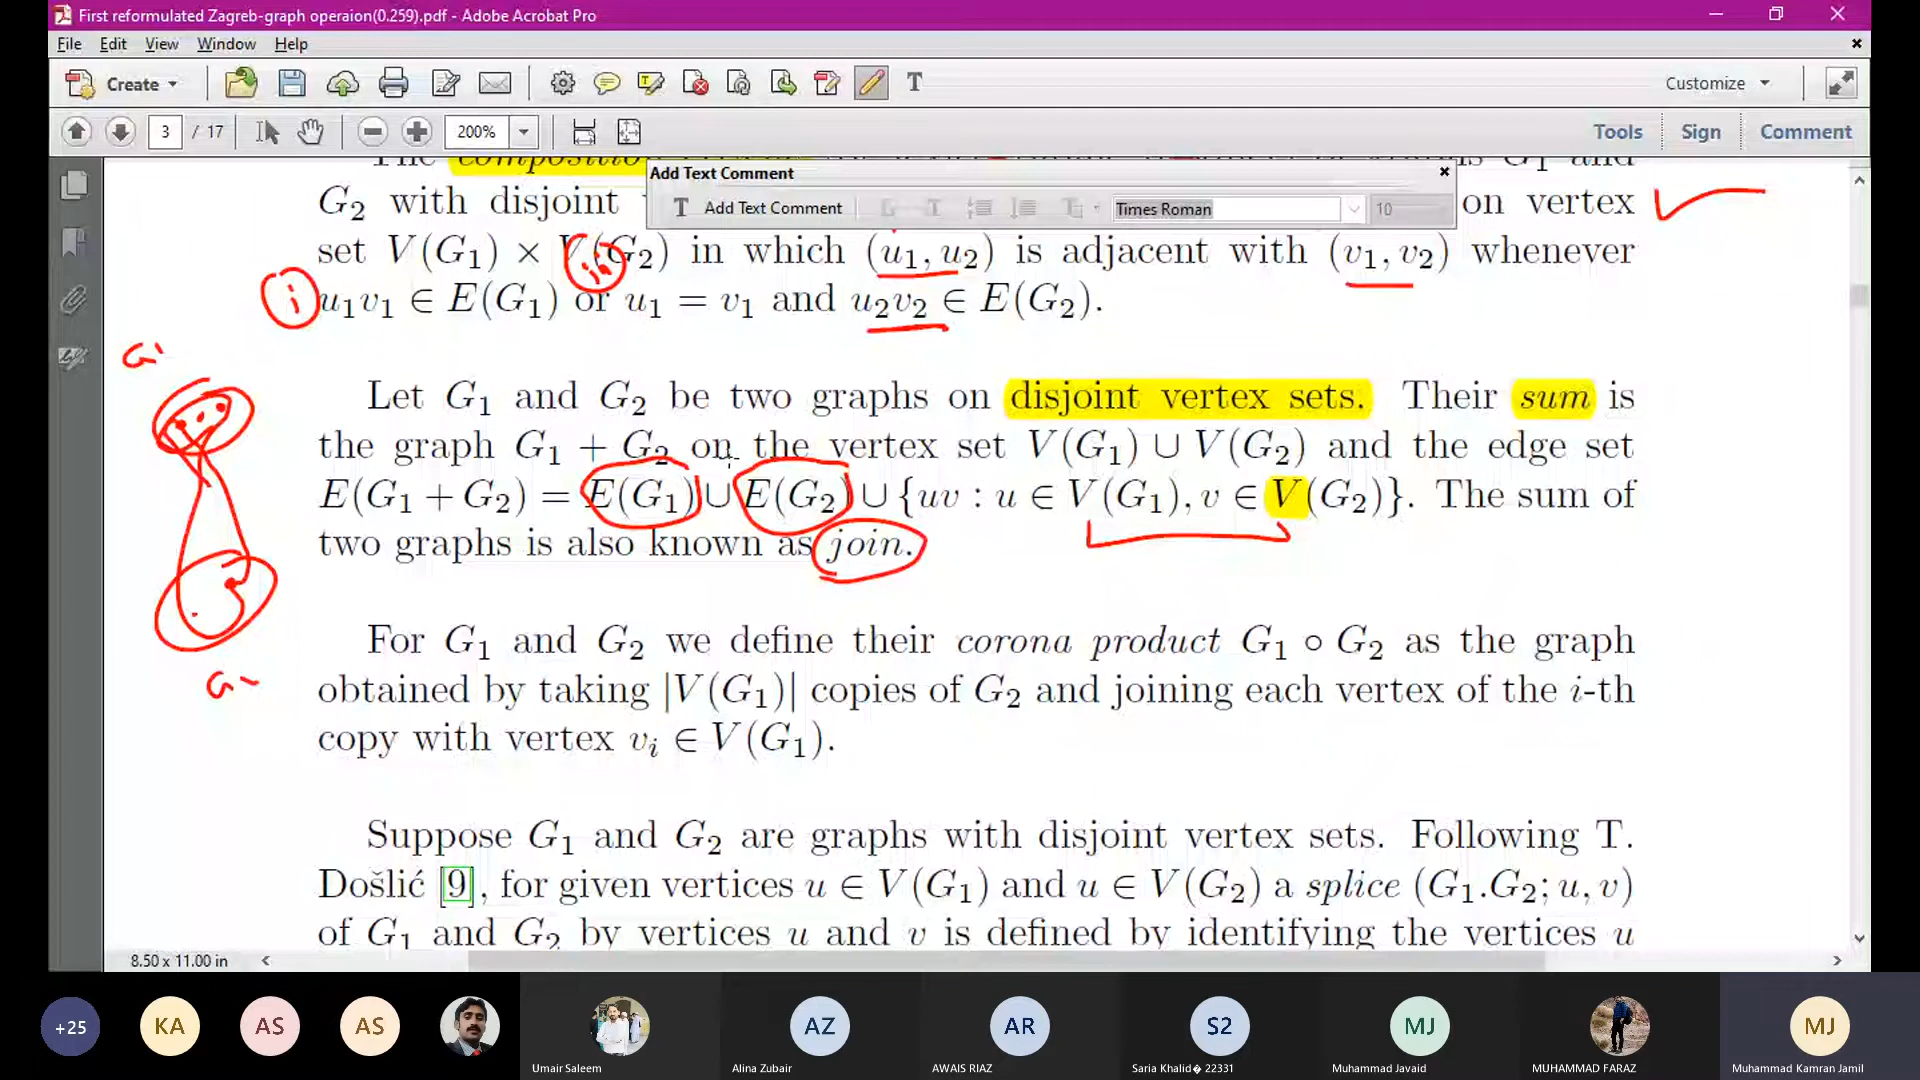 First reformulated Zagreb-graph operaion(0.259).pdf - Adobe Acrobat Pro
File Edit View Window Help
Create
T
Customize
3 / 17
200%
Tools Sign Comment
The composition
G₁ and
Add Text Comment
T Add Text Comment
Times Roman
10
G₂ with disjoint
on vertex
set V(G₁) × V(G₂) in which (u₁, u₂) is adjacent with (v₁, v₂) whenever
i
u₁v₁ ∈ E(G₁) or u₁ = v₁ and u₂v₂ ∈ E(G₂).
Let G₁ and G₂ be two graphs on disjoint vertex sets. Their sum is
the graph G₁ + G₂ on the vertex set V(G₁) ∪ V(G₂) and the edge set
E(G₁ + G₂) = E(G₁) ∪ E(G₂) ∪ {uv : u ∈ V(G₁), v ∈ V(G₂)}. The sum of
two graphs is also known as join.
For G₁ and G₂ we define their corona product G₁ ∘ G₂ as the graph
obtained by taking |V(G₁)| copies of G₂ and joining each vertex of the i-th
copy with vertex vᵢ ∈ V(G₁).
Suppose G₁ and G₂ are graphs with disjoint vertex sets. Following T.
Došlić [9], for given vertices u ∈ V(G₁) and u ∈ V(G₂) a splice (G₁.G₂; u, v)
of G₁ and G₂ by vertices u and v is defined by identifying the vertices u
8.50 x 11.00 in
+25 KA AS AS AZ AR S2 MJ MJ
Umair Saleem Alina Zubair AWAIS RIAZ Saria Khalid� 22331 Muhammad Javaid MUHAMMAD FARAZ Muhammad Kamran Jamil